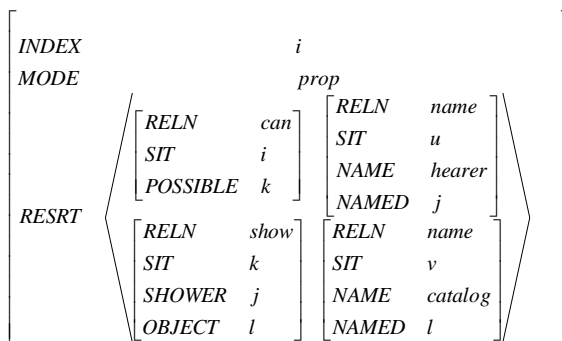 INDEX i
MODE prop
RELN can
SIT i
POSSIBLE k
RELN name
SIT u
NAME hearer
NAMED j
RESRT
RELN show
SIT k
SHOWER j
OBJECT l
RELN name
SIT v
NAME catalog
NAMED l